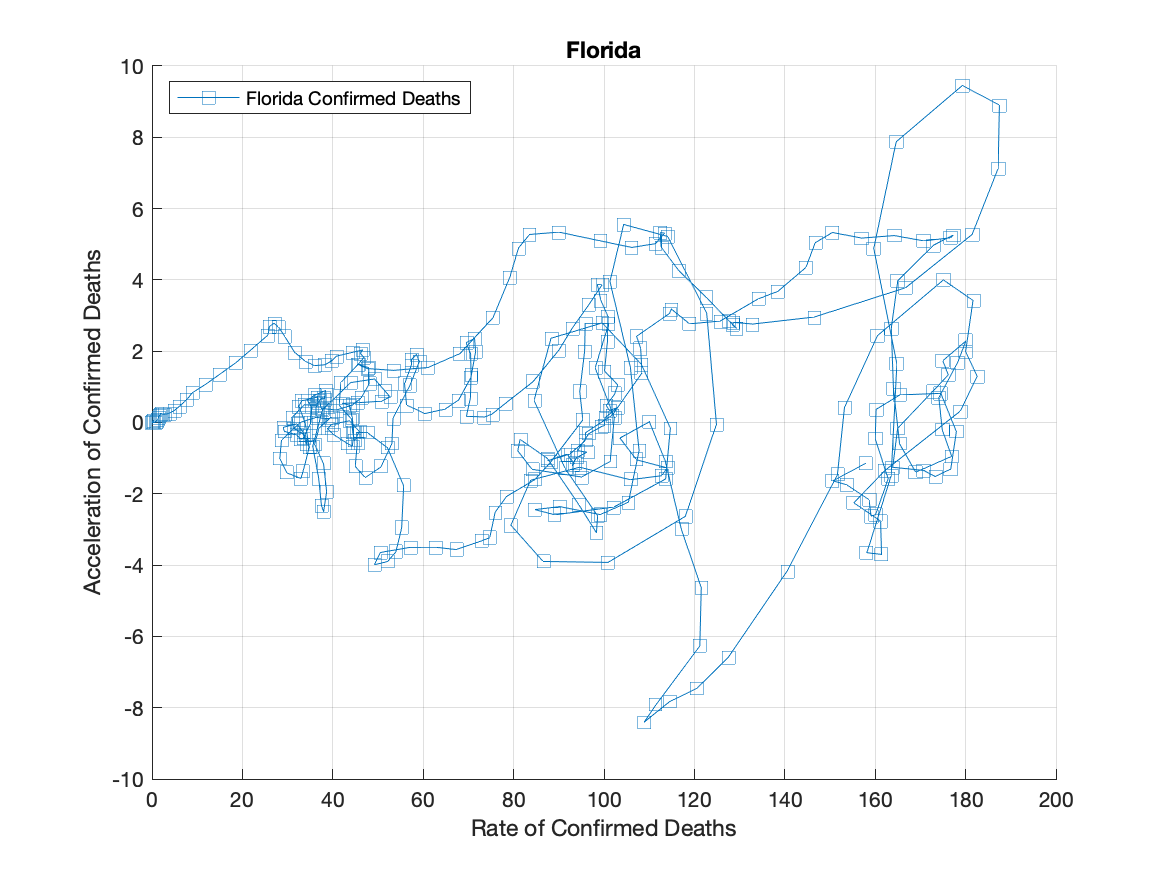 Florida
Florida Confirmed Deaths
10
8
6
4
2
0
-2
-4
-6
-8
-10
Acceleration of Confirmed Deaths
0 20 40 60 80 100 120 140 160 180 200
Rate of Confirmed Deaths